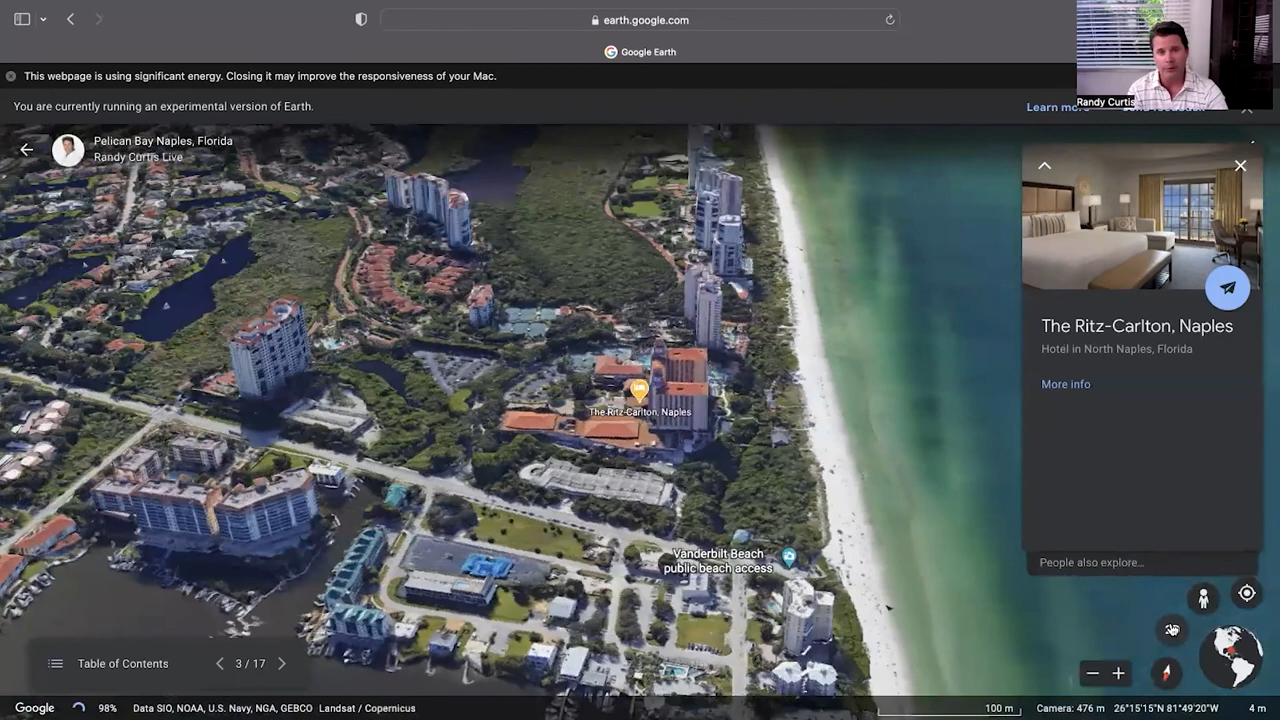 earth.google.com
Google Earth
This webpage is using significant energy. Closing it may improve the responsiveness of your Mac.
You are currently running an experimental version of Earth.
Learn more
Randy Curtis
Pelican Bay Naples, Florida
Randy Curtis Live
The Ritz-Carlton, Naples
Hotel in North Naples, Florida
More info
The Ritz-Carlton, Naples
Vanderbilt Beach
public beach access
People also explore...
Table of Contents
3 / 17
Google
98%
Data SIO, NOAA, U.S. Navy, NGA, GEBCO Landsat / Copernicus
100 m
Camera: 476 m
26°15'15"N 81°49'20"W
4 m